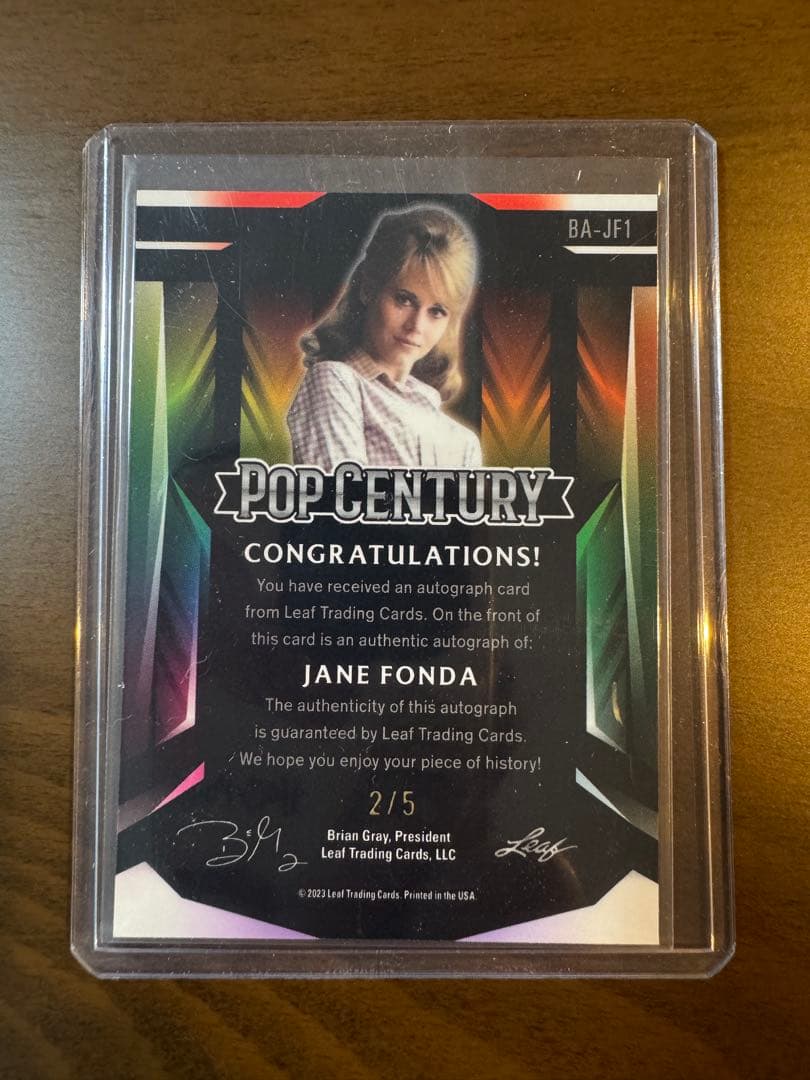 BA-JF1
POP CENTURY
CONGRATULATIONS!
You have received an autograph card
from Leaf Trading Cards. On the front of
this card is an authentic autograph of:
JANE FONDA
The authenticity of this autograph
is guaranteed by Leaf Trading Cards.
We hope you enjoy your piece of history!
2/5
Brian Gray, President
Leaf Trading Cards, LLC
Leaf
© 2023 Leaf Trading Cards. Printed in the USA.